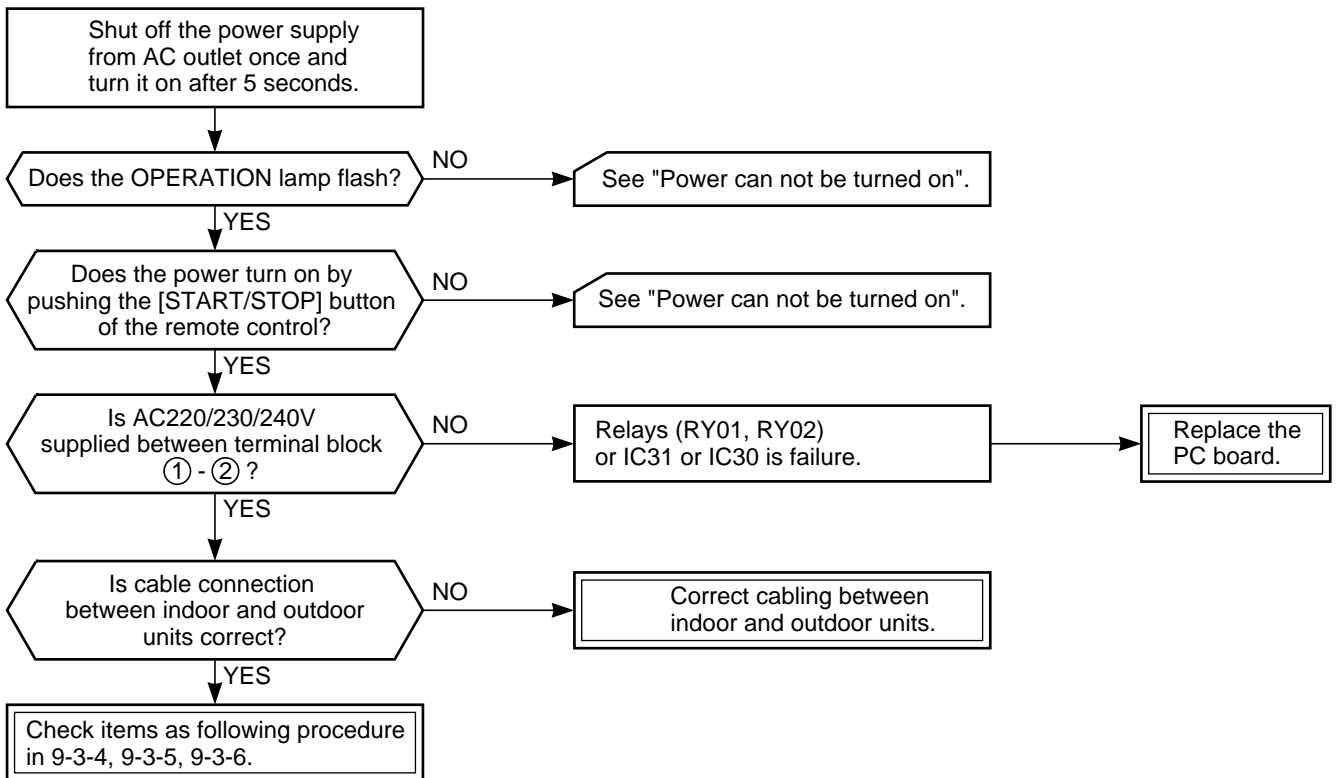 Shut off the power supply
from AC outlet once and
turn it on after 5 seconds.
Does the OPERATION lamp flash?
NO
See "Power can not be turned on".
YES
Does the power turn on by
pushing the [START/STOP] button
of the remote control?
NO
See "Power can not be turned on".
YES
Is AC220/230/240V
supplied between terminal block
① - ② ?
NO
Relays (RY01, RY02)
or IC31 or IC30 is failure.
Replace the
PC board.
YES
Is cable connection
between indoor and outdoor
units correct?
NO
Correct cabling between
indoor and outdoor units.
YES
Check items as following procedure
in 9-3-4, 9-3-5, 9-3-6.